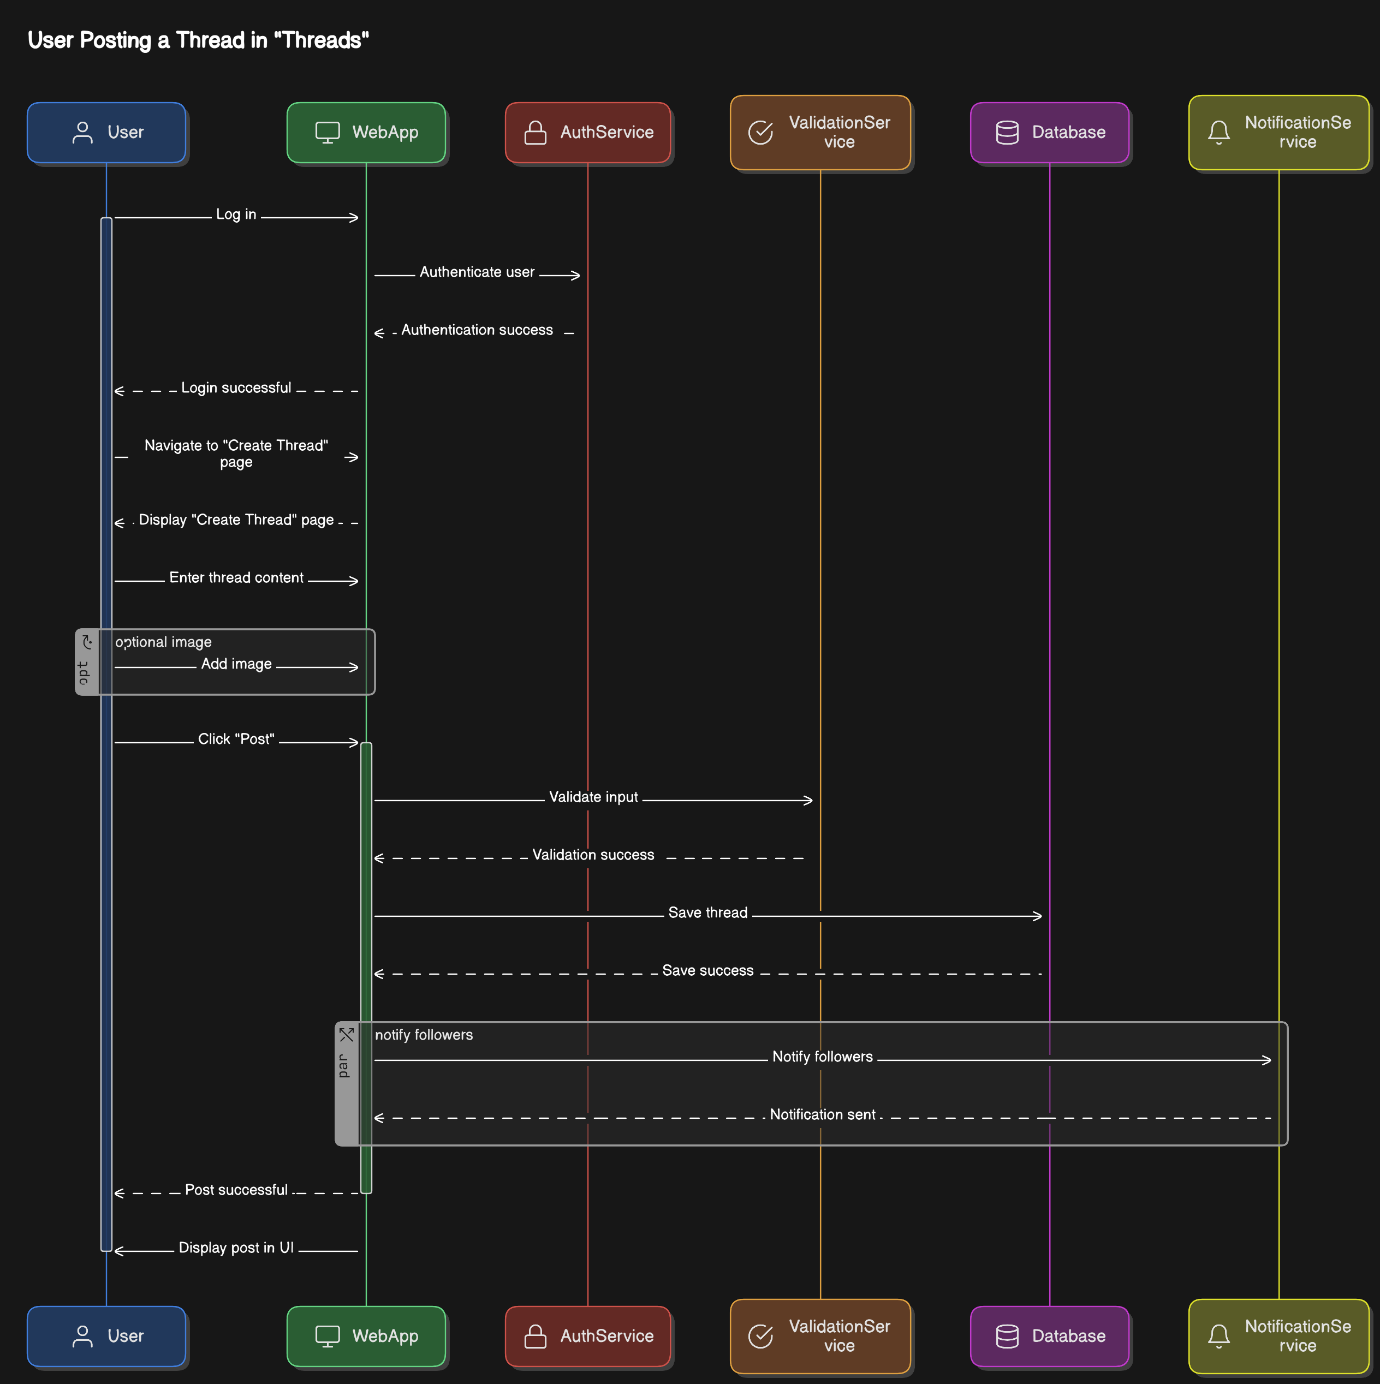 User Posting a Thread in "Threads"
User
WebApp
AuthService
ValidationSer
vice
Database
NotificationSe
rvice
Log in
Authenticate user
Authentication success
Login successful
Navigate to "Create Thread"
page
Display "Create Thread" page
Enter thread content
opt
optional image
Add image
Click "Post"
Validate input
Validation success
Save thread
Save success
par
notify followers
Notify followers
Notification sent
Post successful
Display post in UI
User
WebApp
AuthService
ValidationSer
vice
Database
NotificationSe
rvice